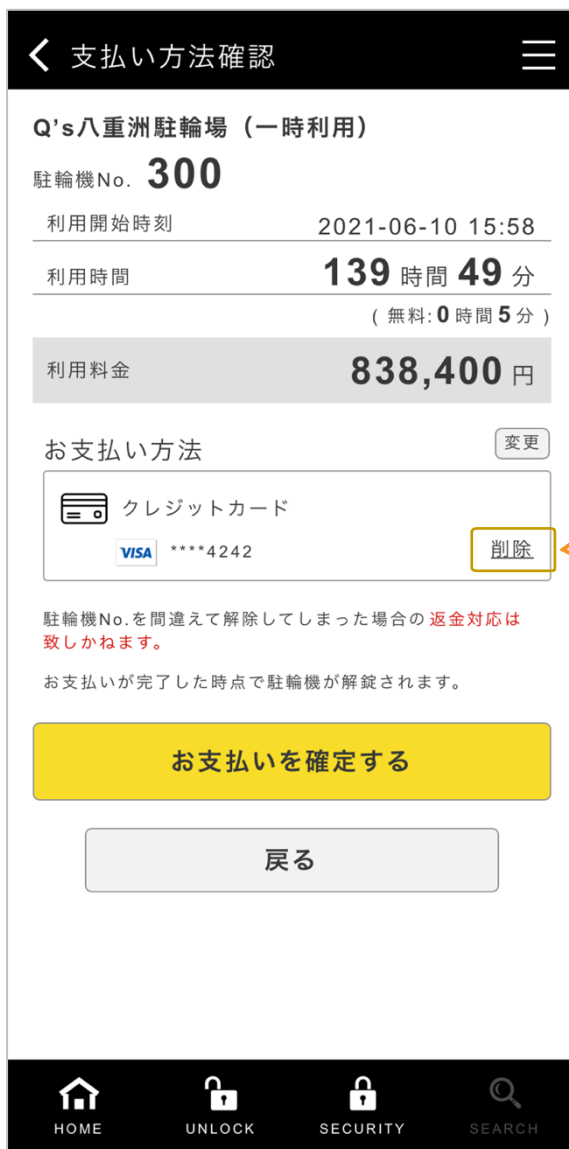 支払い方法確認
Q’s八重洲駐輪場（一時利用）
駐輪機No. 300
利用開始時刻 2021-06-10 15:58
利用時間 139 時間 49 分
( 無料: 0 時間 5 分 )
利用料金 838,400 円
お支払い方法 変更
クレジットカード
VISA ****4242 削除
駐輪機No.を間違えて解除してしまった場合の 返金対応は
致しかねます。
お支払いが完了した時点で駐輪機が解錠されます。
お支払いを確定する
戻る
HOME UNLOCK SECURITY SEARCH